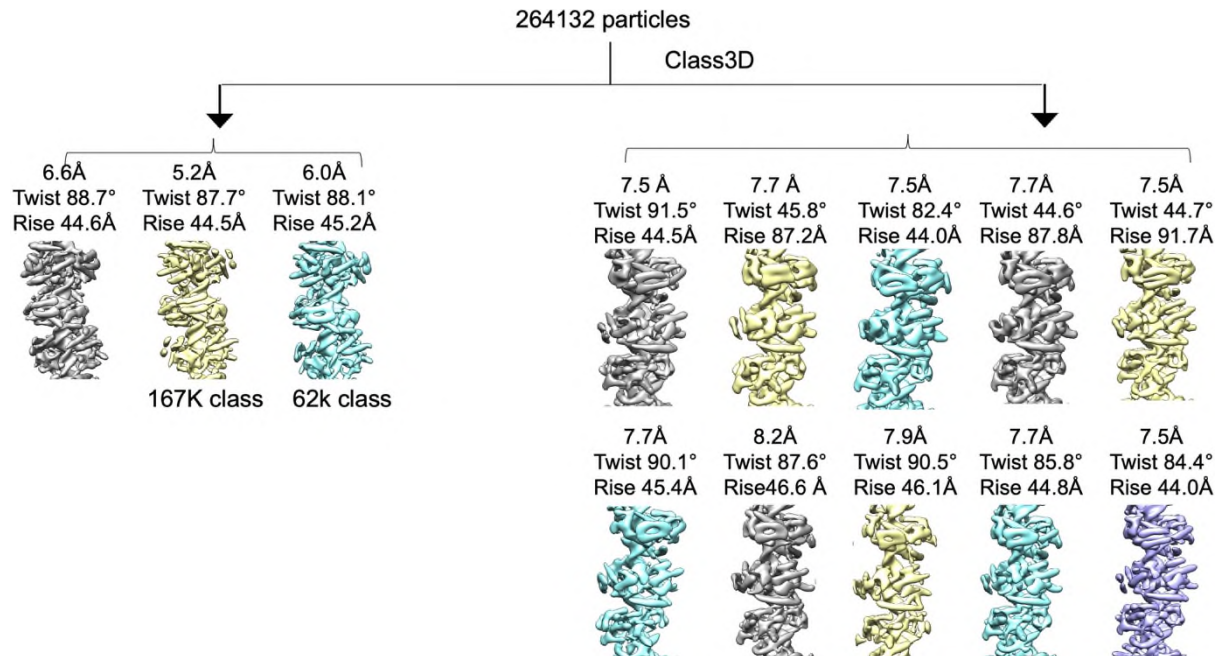 264132 particles
Class3D
6.6Å 5.2Å 6.0Å
Twist 88.7° Twist 87.7° Twist 88.1°
Rise 44.6Å Rise 44.5Å Rise 45.2Å
167K class 62k class
7.5 Å 7.7 Å 7.5Å 7.7Å 7.5Å
Twist 91.5° Twist 45.8° Twist 82.4° Twist 44.6° Twist 44.7°
Rise 44.5Å Rise 87.2Å Rise 44.0Å Rise 87.8Å Rise 91.7Å
7.7Å 8.2Å 7.9Å 7.7Å 7.5Å
Twist 90.1° Twist 87.6° Twist 90.5° Twist 85.8° Twist 84.4°
Rise 45.4Å Rise46.6 Å Rise 46.1Å Rise 44.8Å Rise 44.0Å